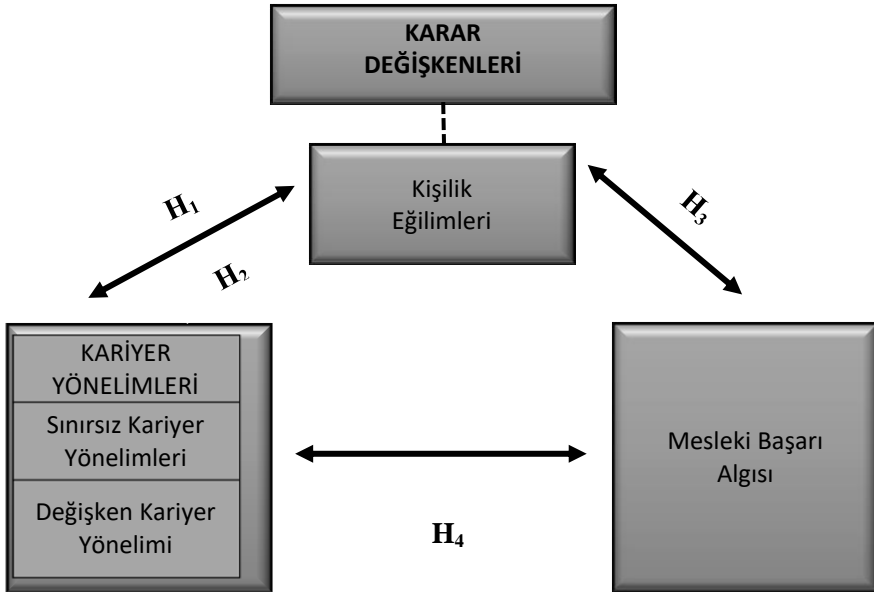 KARAR
DEĞİŞKENLERİ
Kişilik
Eğilimleri
H₁
H₂
H₃
KARİYER
YÖNELİMLERİ
Sınırsız Kariyer
Yönelimleri
Değişken Kariyer
Yönelimi
Mesleki Başarı
Algısı
H₄